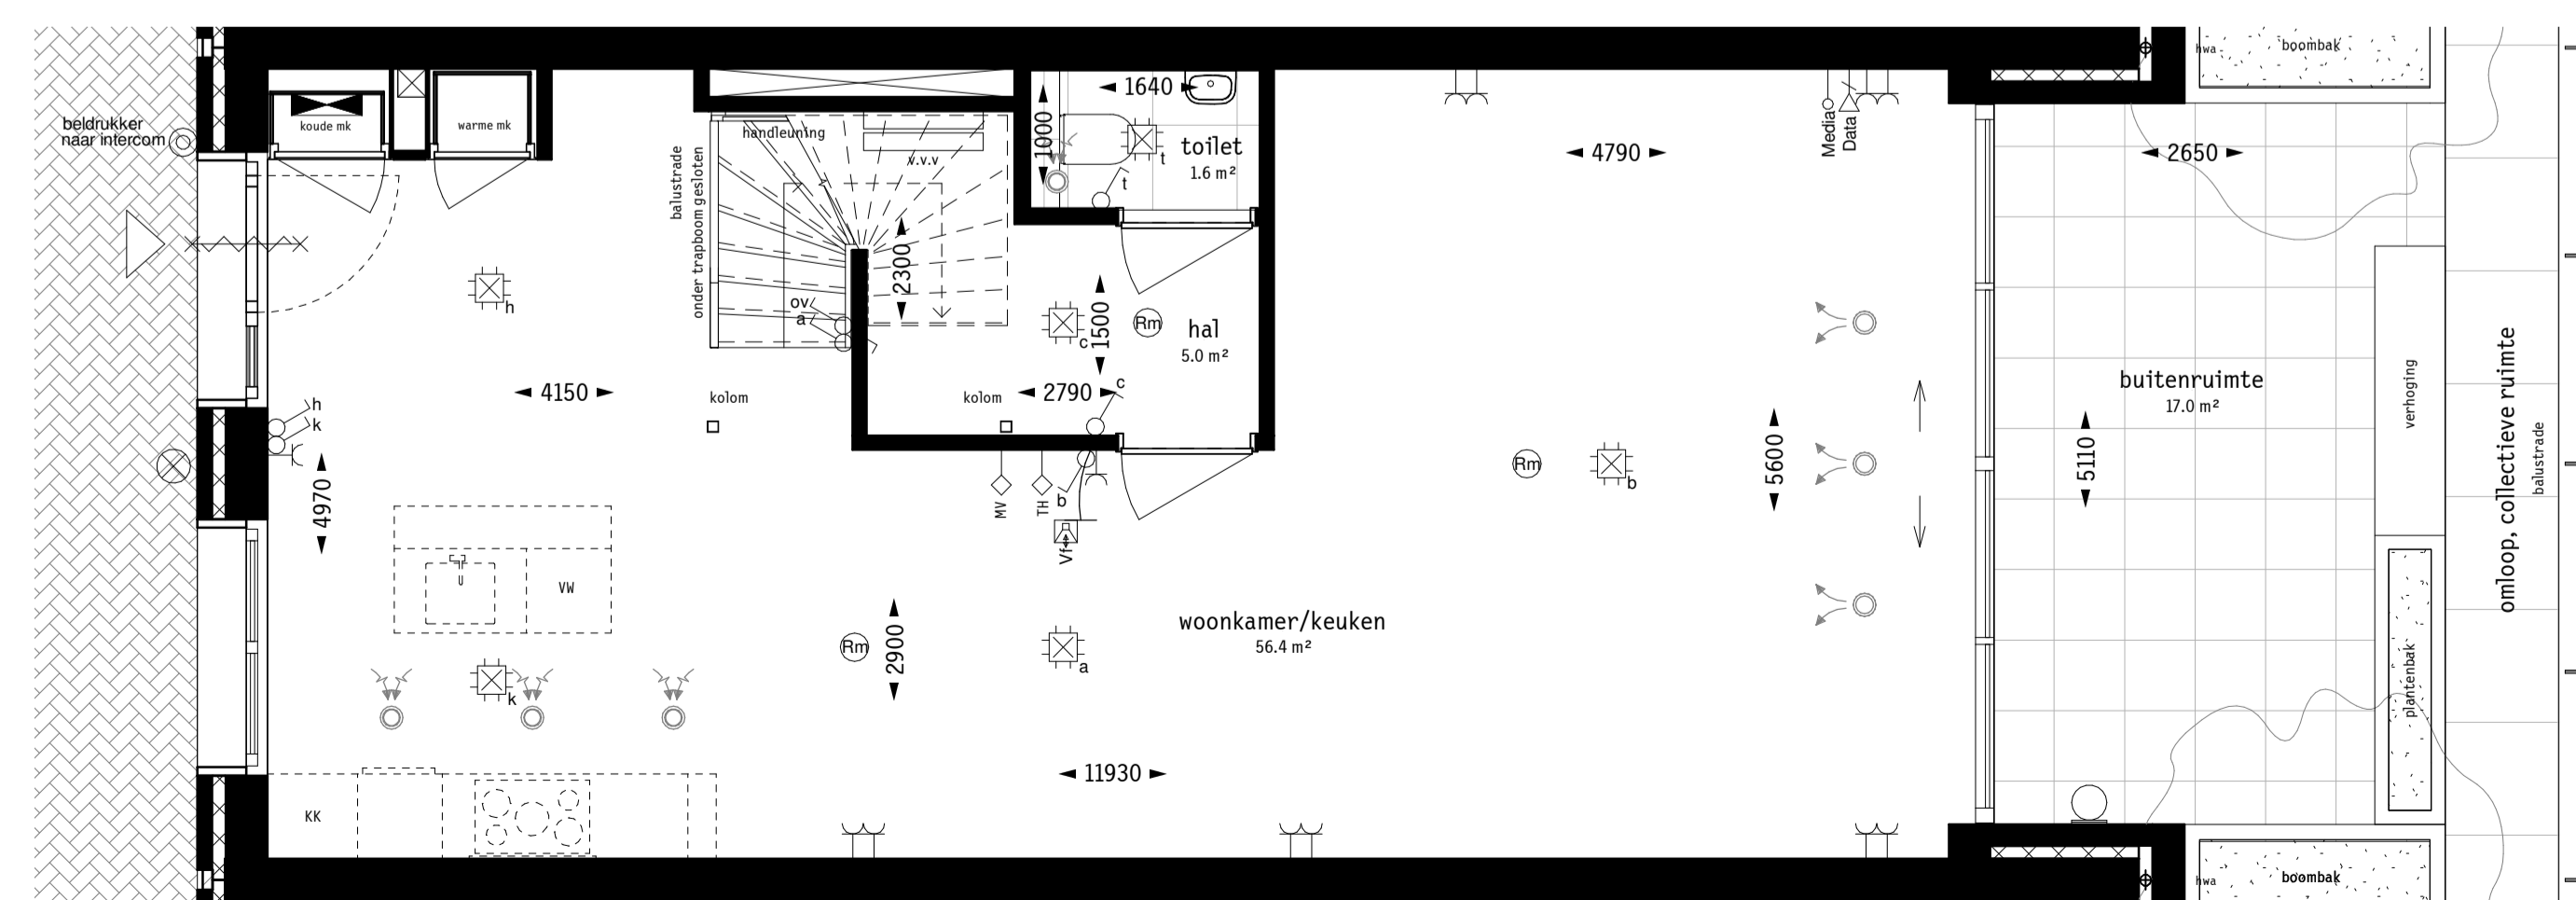 hwa
boombak
beldrukker
naar intercom
koude mk
warme mk
handleuning
v.v.v
1640
1000
toilet
1.6 m²
t
t
Media
Data
4790
2650
balustrade
onder trapboom gesloten
2300
ov
a
h
c
1500
Rm
hal
5.0 m²
4150
kolom
kolom
2790
c
h
k
4970
MV
TH
b
Vf
Rm
b
5600
buitenruimte
17.0 m²
5110
verhoging
omloop, collectieve ruimte
balustrade
VW
k
Rm
2900
a
woonkamer/keuken
56.4 m²
plantenbak
11930
KK
hwa
boombak